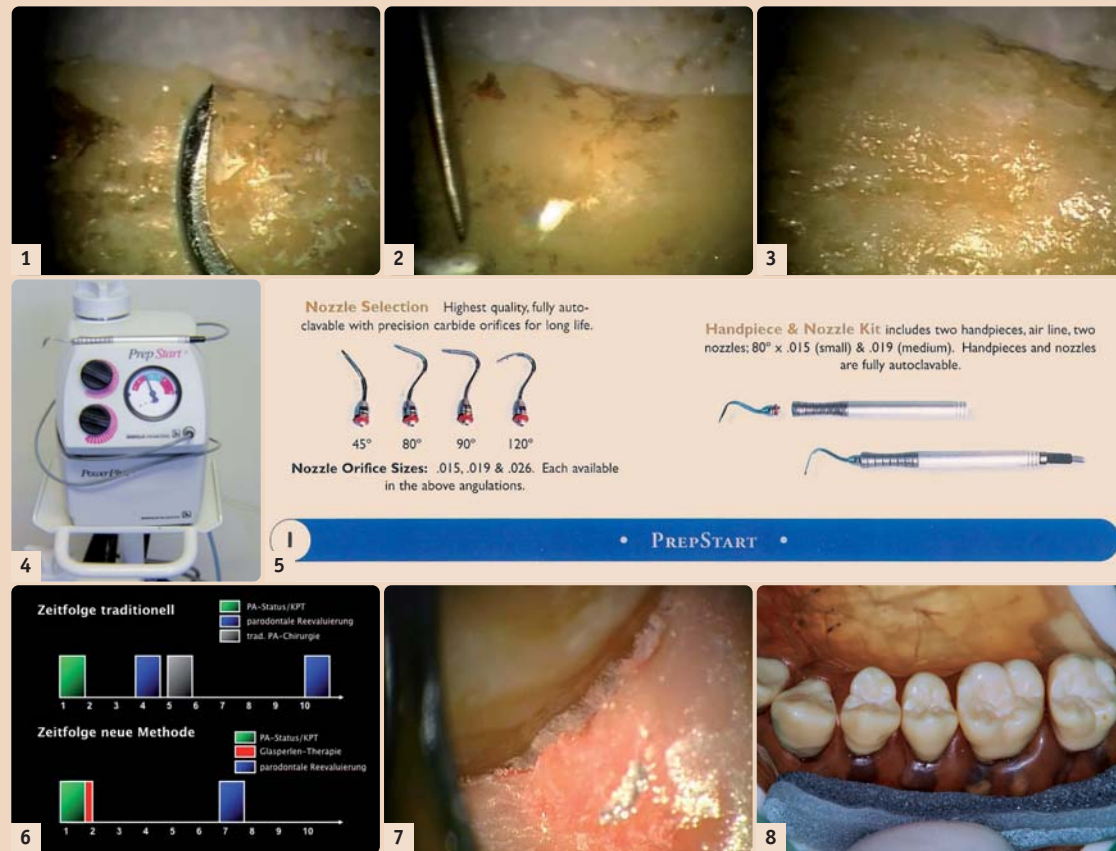 1
2
3
4
PrepStart
PowerPlus
5
Nozzle Selection Highest quality, fully auto-
clavable with precision carbide orifices for long life.
45° 80° 90° 120°
Nozzle Orifice Sizes: .015, .019 & .026. Each available
in the above angulations.
Handpiece & Nozzle Kit includes two handpieces, air line, two
nozzles; 80° x .015 (small) & .019 (medium). Handpieces and nozzles
are fully autoclavable.
I
• PREPSTART •
6
Zeitfolge traditionell
PA-Status/KPT
parodontale Reevaluierung
trad. PA-Chirurgie
1 2 3 4 5 6 7 8 9 10
Zeitfolge neue Methode
PA-Status/KPT
Glasperlen-Therapie
parodontale Reevaluierung
1 2 3 4 5 6 7 8 9 10
7
8